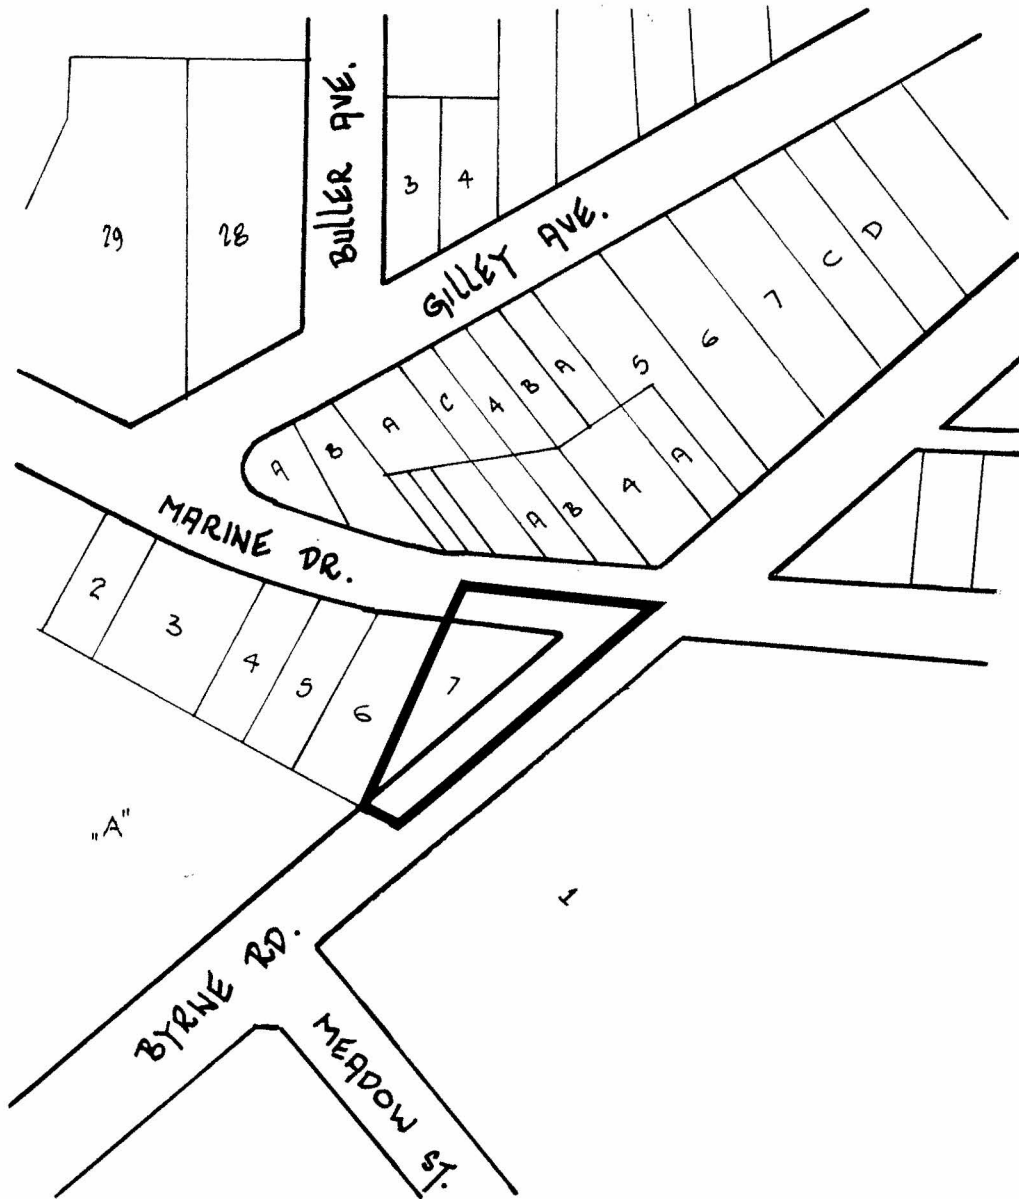 BULLER AVE.
3
4
29
28
GILLEY AVE.
D
C
7
6
5
A
B
4
C
A
B
A
A
4
B
A
MARINE DR.
2
3
4
5
6
7
"A"
1
BYRNE RD.
MEADOW ST.